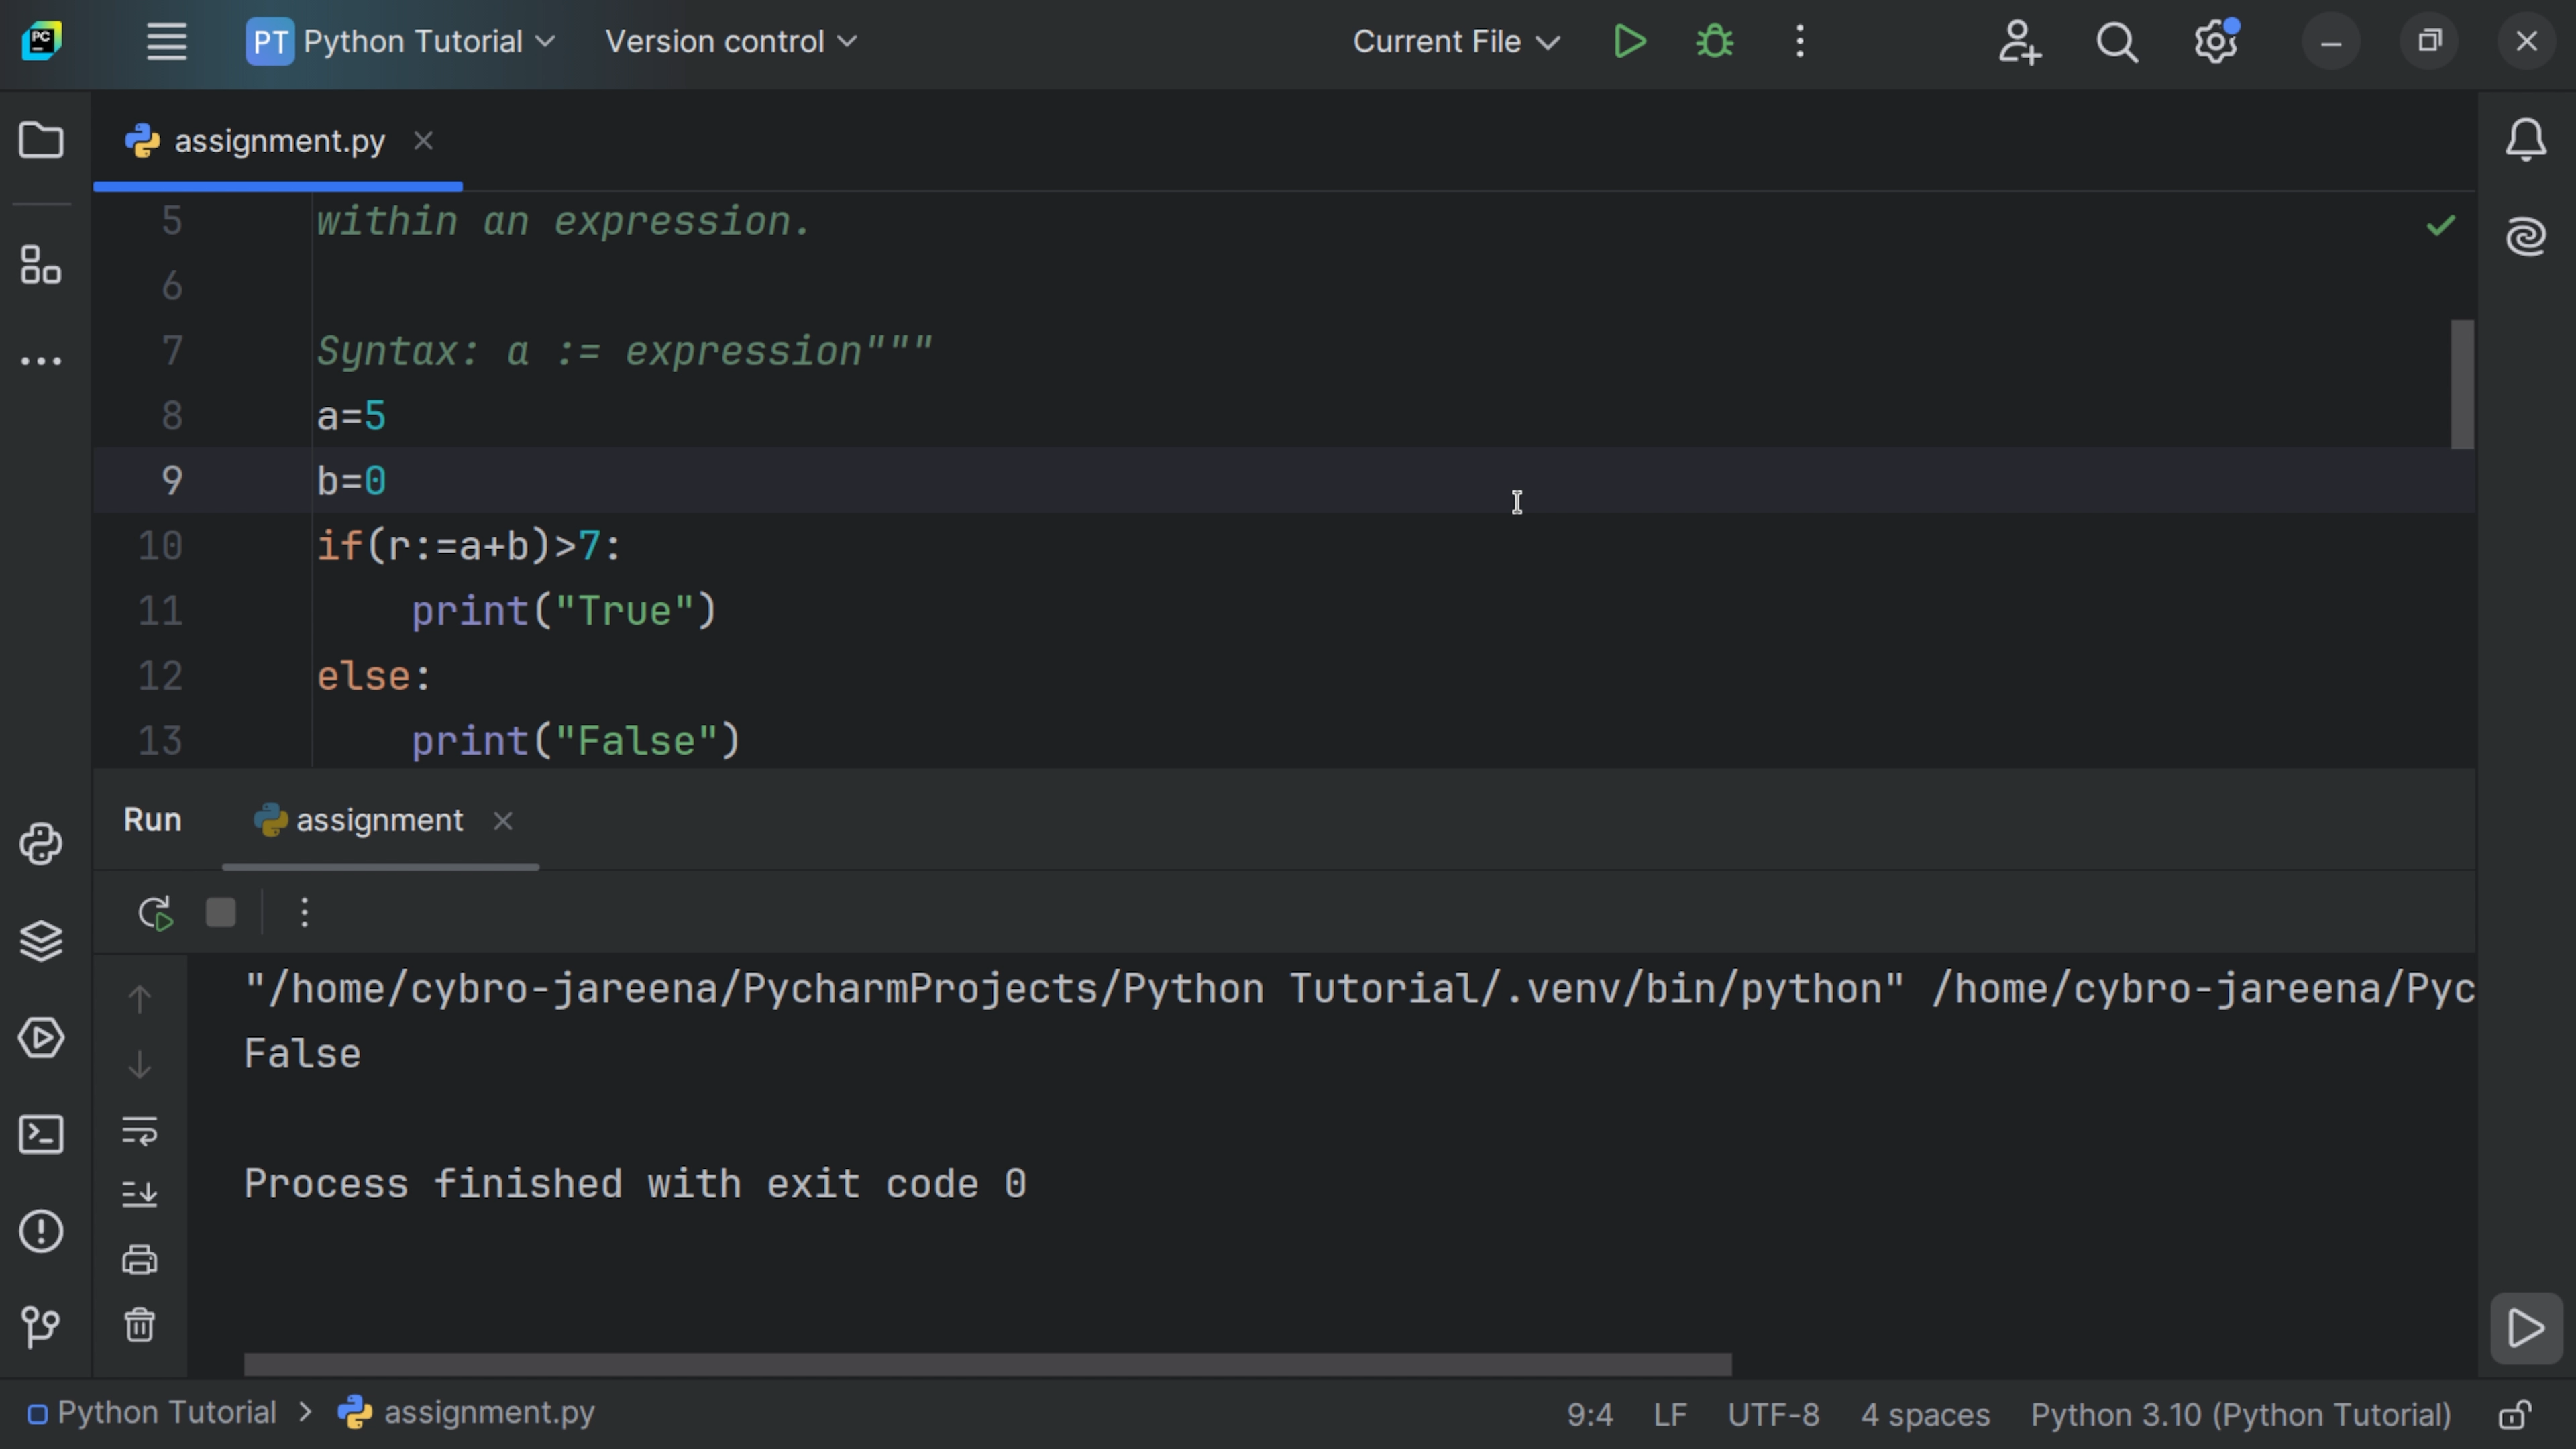 PC
PT Python Tutorial Version control Current File
assignment.py
5 within an expression.
6
7 Syntax: a := expression"""
8 a=5
9 b=0
10 if(r:=a+b)>7:
11 print("True")
12 else:
13 print("False")
Run assignment
"/home/cybro-jareena/PycharmProjects/Python Tutorial/.venv/bin/python" /home/cybro-jareena/Pyc
False
Process finished with exit code 0
Python Tutorial > assignment.py 9:4 LF UTF-8 4 spaces Python 3.10 (Python Tutorial)